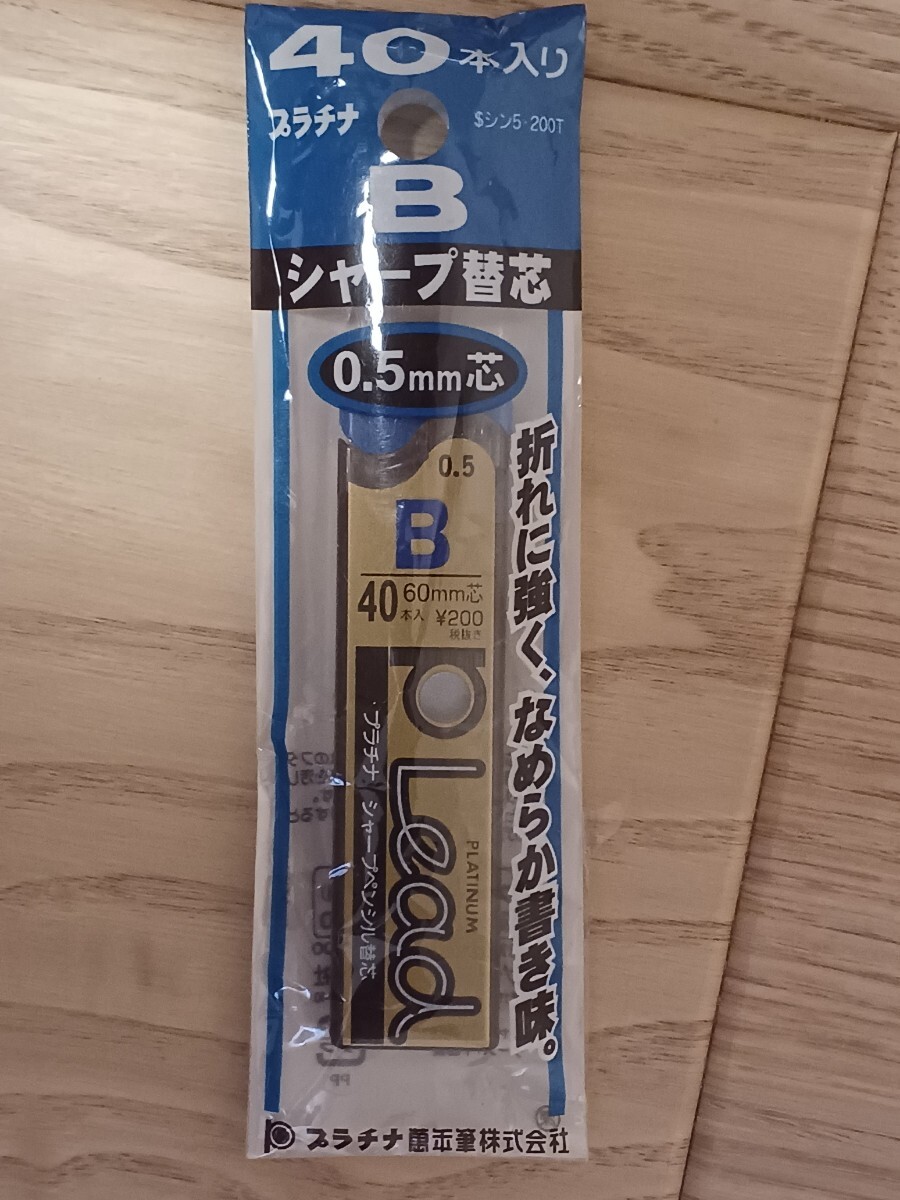 40本入り
プラチナ
$シン5・200T
B
シャープ替芯
0.5mm芯
0.5
B
40本入
60mm芯
¥200
税抜き
プラチナ シャープペンシル替芯
Lead
PLATINUM
折れに強く、なめらか書き味。
PP
プラチナ萬年筆株式会社